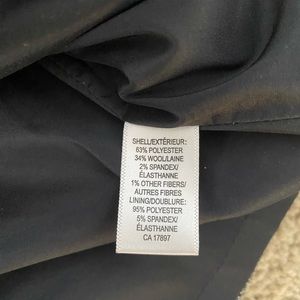 SHELL/EXTÉRIEUR:
63% POLYESTER
34% WOOL/LAINE
2% SPANDEX/
ÉLASTHANNE
1% OTHER FIBERS/
AUTRES FIBRES
LINING/DOUBLURE:
95% POLYESTER
5% SPANDEX/
ÉLASTHANNE
CA 17897